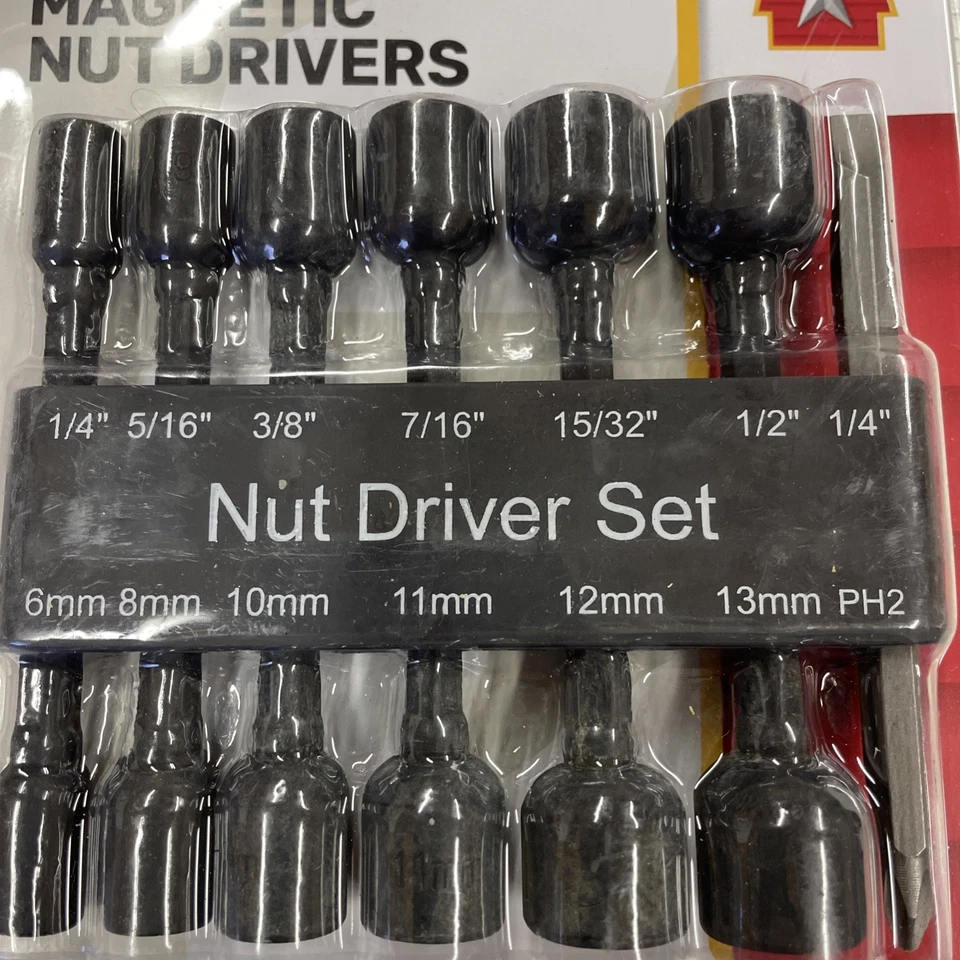 MAGNETIC
NUT DRIVERS
1/4" 5/16" 3/8" 7/16" 15/32" 1/2" 1/4"
Nut Driver Set
6mm 8mm 10mm 11mm 12mm 13mm PH2
11mm